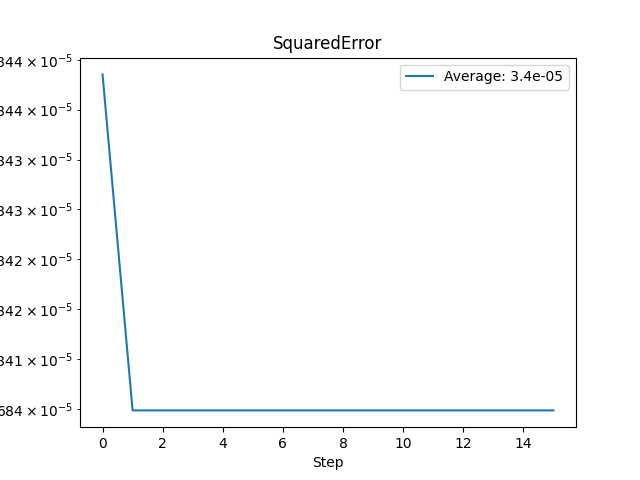 SquaredError
Average: 3.4e-05
344 × 10⁻⁵
344 × 10⁻⁵
343 × 10⁻⁵
343 × 10⁻⁵
342 × 10⁻⁵
342 × 10⁻⁵
341 × 10⁻⁵
684 × 10⁻⁵
0 2 4 6 8 10 12 14
Step